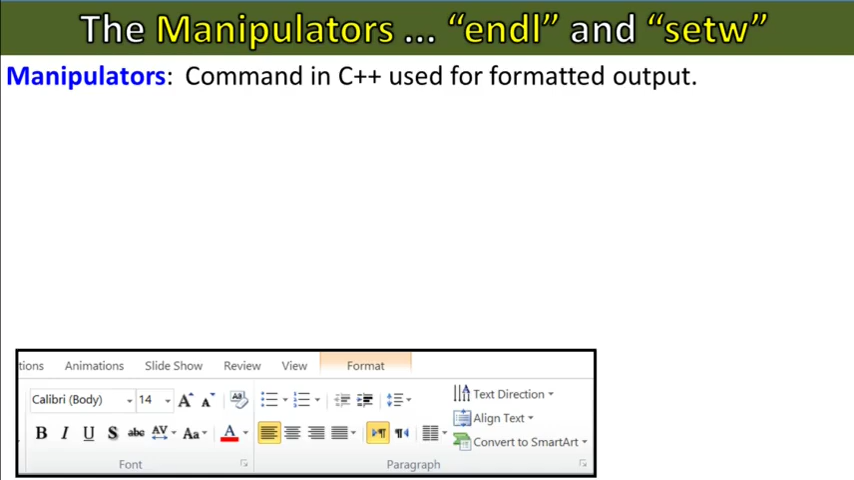 The Manipulators ... “endl” and “setw”
Manipulators: Command in C++ used for formatted output.
tions Animations Slide Show Review View Format
Calibri (Body) 14 A A Aa Text Direction
B I U S abc AV Aa A Align Text
Convert to SmartArt
Font Paragraph